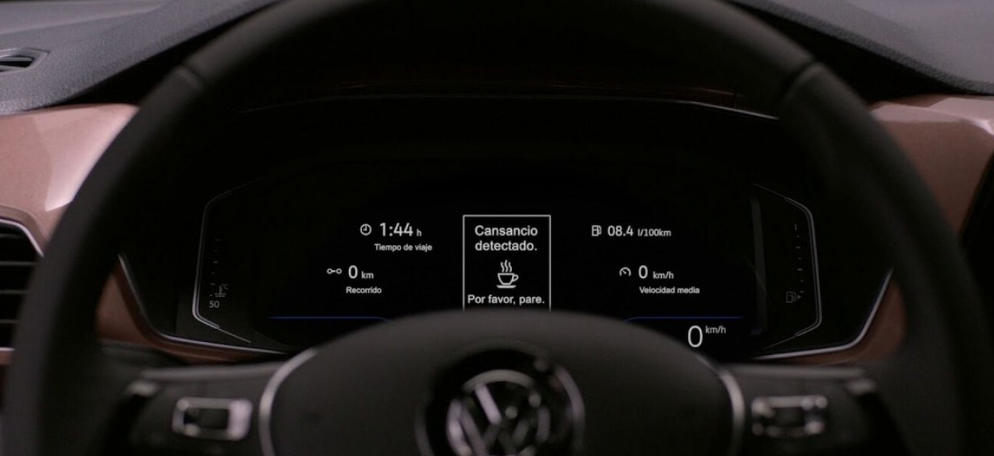 1:44 h
Tiempo de viaje
0 km
Recorrido
Cansancio
detectado.
Por favor, pare.
08.4 l/100km
0 km/h
Velocidad media
0 km/h
50